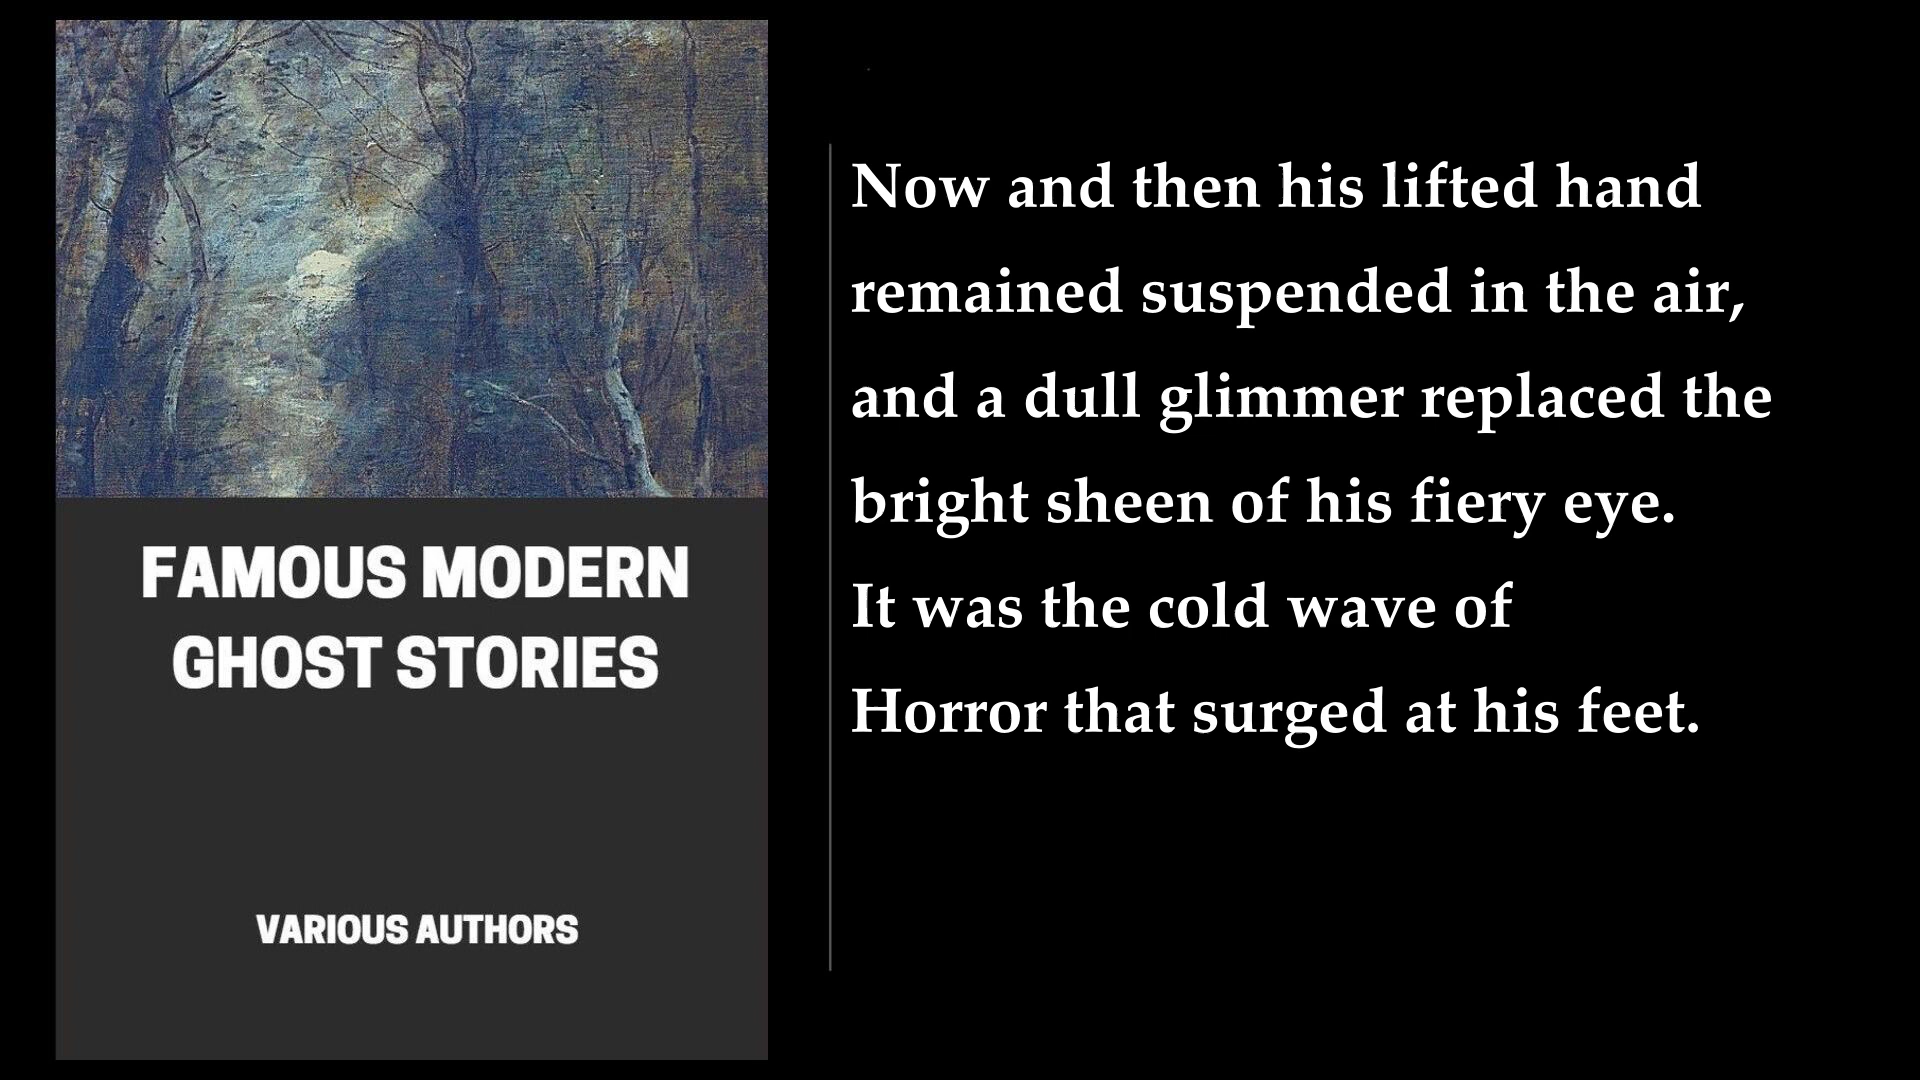 FAMOUS MODERN
GHOST STORIES
VARIOUS AUTHORS
Now and then his lifted hand
remained suspended in the air,
and a dull glimmer replaced the
bright sheen of his fiery eye.
It was the cold wave of
Horror that surged at his feet.